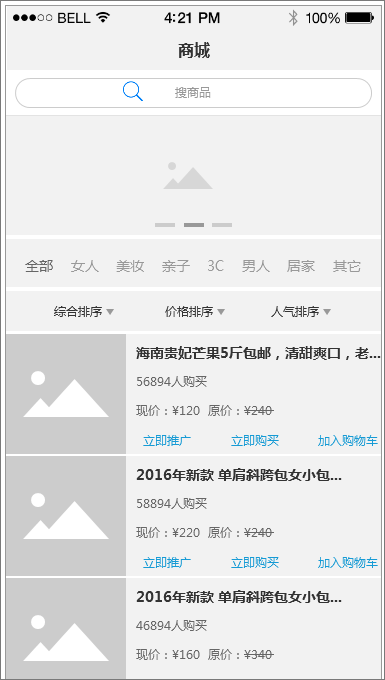 BELL 4:21 PM 100%
商城
搜商品
全部 女人 美妆 亲子 3C 男人 居家 其它
综合排序 价格排序 人气排序
海南贵妃芒果5斤包邮，清甜爽口，老...
56894人购买
现价：¥120 原价：¥240
立即推广 立即购买 加入购物车
2016年新款 单肩斜跨包女小包...
58894人购买
现价：¥220 原价：¥240
立即推广 立即购买 加入购物车
2016年新款 单肩斜跨包女小包...
46894人购买
现价：¥160 原价：¥340